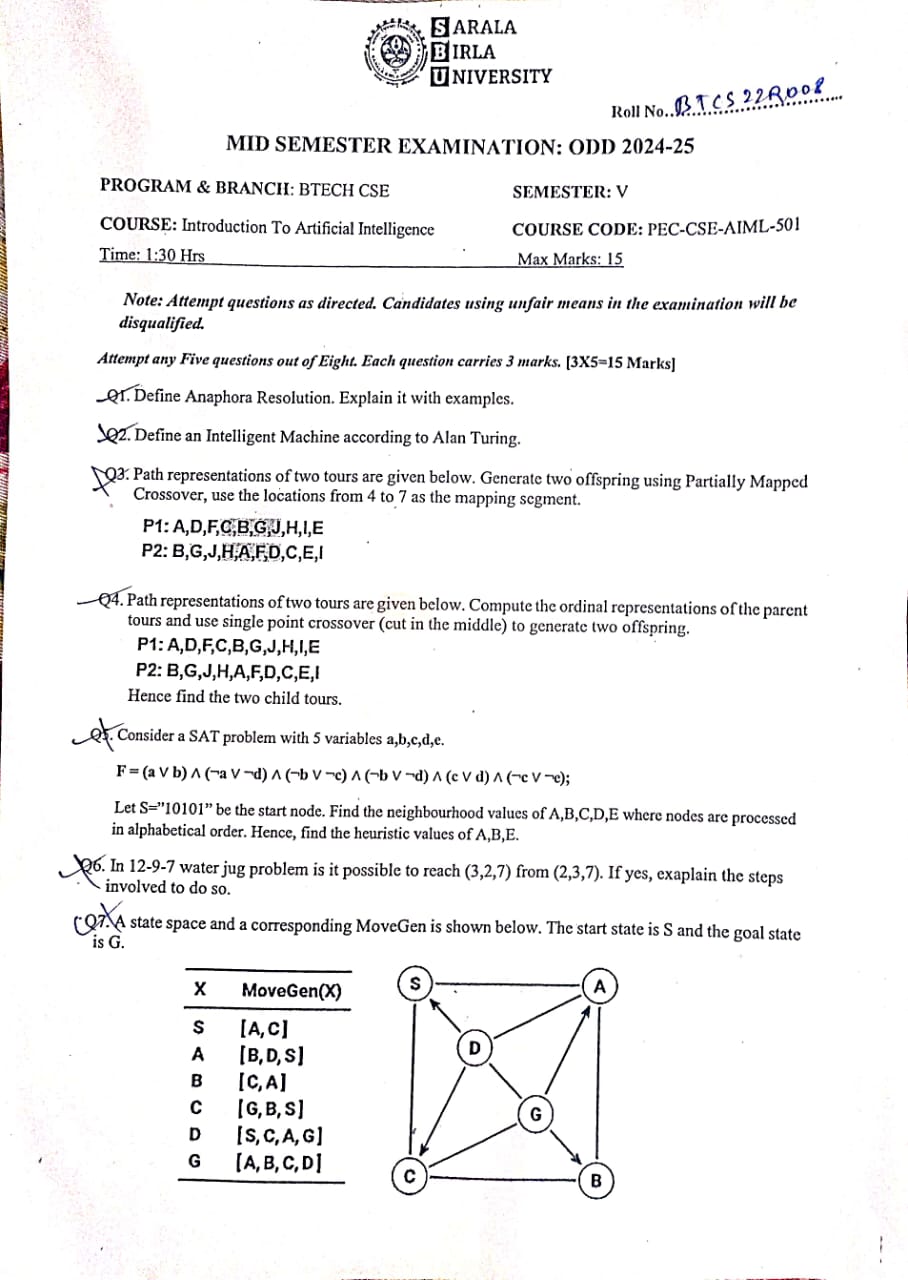 SARALA
BIRLA
UNIVERSITY
Roll No..BTCS22R008
MID SEMESTER EXAMINATION: ODD 2024-25
PROGRAM & BRANCH: BTECH CSE SEMESTER: V
COURSE: Introduction To Artificial Intelligence COURSE CODE: PEC-CSE-AIML-501
Time: 1:30 Hrs Max Marks: 15
Note: Attempt questions as directed. Candidates using unfair means in the examination will be
disqualified.
Attempt any Five questions out of Eight. Each question carries 3 marks. [3X5=15 Marks]
Q1. Define Anaphora Resolution. Explain it with examples.
Q2. Define an Intelligent Machine according to Alan Turing.
Q3. Path representations of two tours are given below. Generate two offspring using Partially Mapped
Crossover, use the locations from 4 to 7 as the mapping segment.
P1: A,D,F,C,B,G,J,H,I,E
P2: B,G,J,H,A,F,D,C,E,I
Q4. Path representations of two tours are given below. Compute the ordinal representations of the parent
tours and use single point crossover (cut in the middle) to generate two offspring.
P1: A,D,F,C,B,G,J,H,I,E
P2: B,G,J,H,A,F,D,C,E,I
Hence find the two child tours.
Q5. Consider a SAT problem with 5 variables a,b,c,d,e.
F = (a V b) Λ (¬a V ¬d) Λ (¬b V ¬c) Λ (¬b V ¬d) Λ (c V d) Λ (¬c V ¬e);
Let S="10101" be the start node. Find the neighbourhood values of A,B,C,D,E where nodes are processed
in alphabetical order. Hence, find the heuristic values of A,B,E.
Q6. In 12-9-7 water jug problem is it possible to reach (3,2,7) from (2,3,7). If yes, exaplain the steps
involved to do so.
Q7. A state space and a corresponding MoveGen is shown below. The start state is S and the goal state
is G.
X MoveGen(X)
S [A,C]
A [B,D,S]
B [C,A]
C [G,B,S]
D [S,C,A,G]
G [A,B,C,D]
S A
D
G
C B